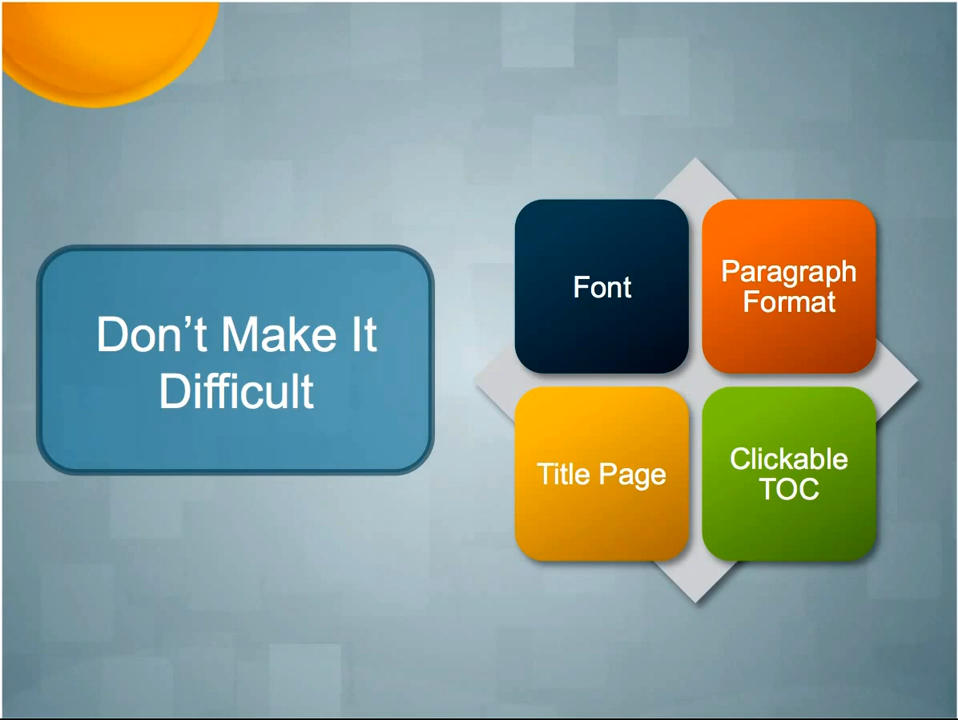 Don’t Make It
Difficult
Font
Paragraph
Format
Title Page
Clickable
TOC